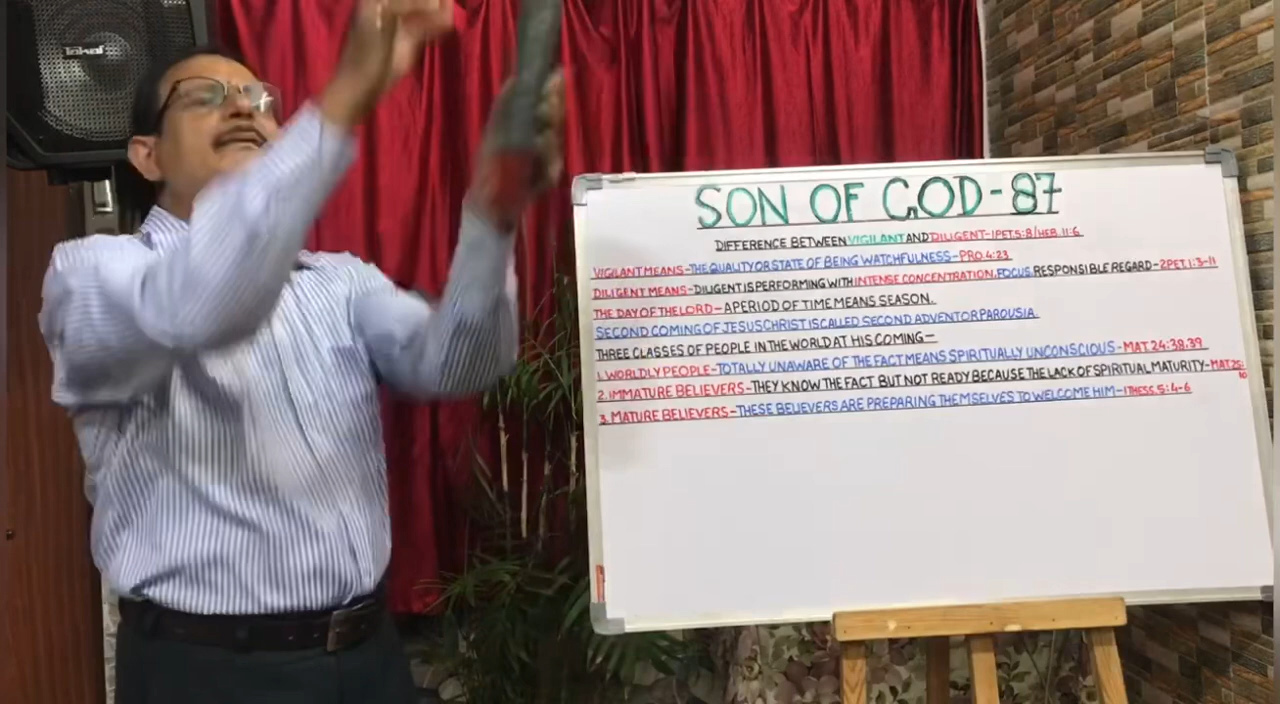 SON OF GOD-87
DIFFERENCE BETWEEN VIGILANT AND DILIGENT-1PET.5:8/HEB.11:6
VIGILANT MEANS-THE QUALITY OR STATE OF BEING WATCHFULNESS-PRO.4:23
DILIGENT MEANS-DILIGENT IS PERFORMING WITH INTENSE CONCENTRATION, FOCUS, RESPONSIBLE REGARD-2PET.1:3-11
THE DAY OF THE LORD-A PERIOD OF TIME MEANS SEASON.
SECOND COMING OF JESUS CHRIST IS CALLED SECOND ADVENT OR PAROUSIA.
THREE CLASSES OF PEOPLE IN THE WORLD AT HIS COMING-
1. WORLDLY PEOPLE-TOTALLY UNAWARE OF THE FACT MEANS SPIRITUALLY UNCONSCIOUS-MAT.24:38,39
2. IMMATURE BELIEVERS-THEY KNOW THE FACT BUT NOT READY BECAUSE THE LACK OF SPIRITUAL MATURITY-MAT.25:10
3. MATURE BELIEVERS-THESE BELIEVERS ARE PREPARING THEMSELVES TO WELCOME HIM-1THESS.5:4-6